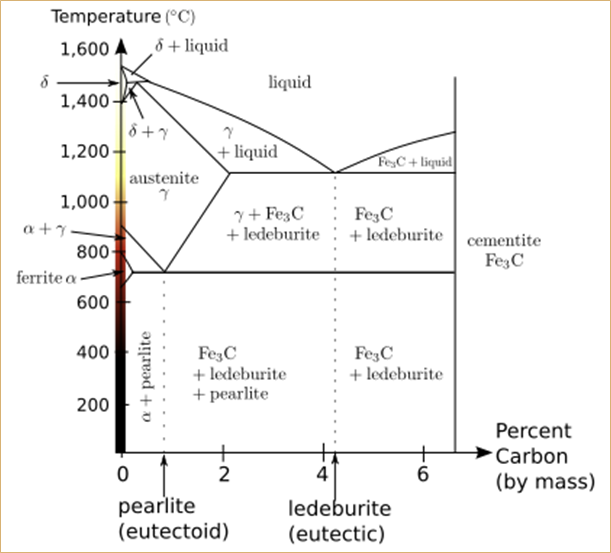 Temperature (°C)
1,600
δ + liquid
δ
liquid
1,400
δ + γ
γ
+ liquid
1,200
Fe₃C + liquid
austenite
γ
1,000
γ + Fe₃C
+ ledeburite
Fe₃C
+ ledeburite
α + γ
cementite
Fe₃C
800
ferrite α
600
400
α + pearlite
Fe₃C
+ ledeburite
+ pearlite
Fe₃C
+ ledeburite
200
Percent
Carbon
(by mass)
0
2
4
6
pearlite
(eutectoid)
ledeburite
(eutectic)